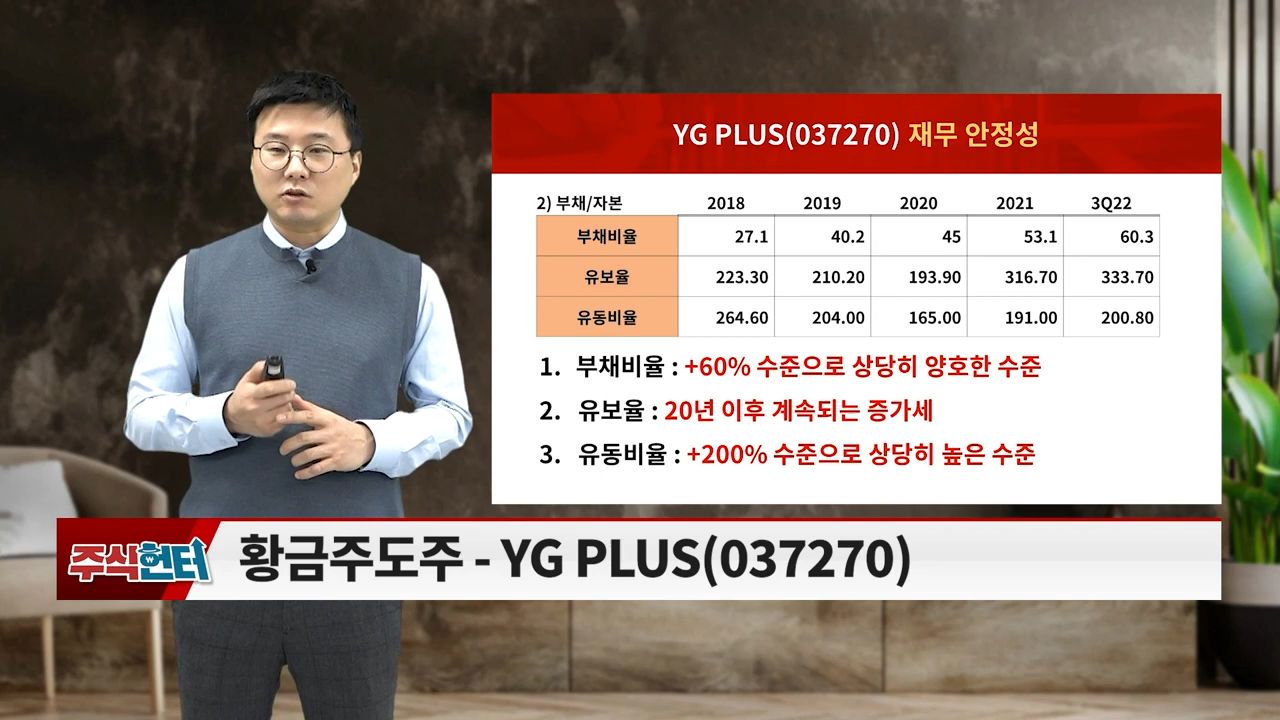 YG PLUS(037270) 재무 안정성
2) 부채/자본 2018 2019 2020 2021 3Q22
부채비율 27.1 40.2 45 53.1 60.3
유보율 223.30 210.20 193.90 316.70 333.70
유동비율 264.60 204.00 165.00 191.00 200.80
1. 부채비율 : +60% 수준으로 상당히 양호한 수준
2. 유보율 : 20년 이후 계속되는 증가세
3. 유동비율 : +200% 수준으로 상당히 높은 수준
주식헌터 황금주도주 - YG PLUS(037270)